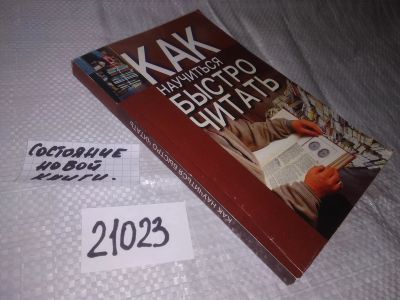 КАК
НАУЧИТЬСЯ
БЫСТРО
ЧИТАТЬ
КАК НАУЧИТЬСЯ БЫСТРО ЧИТАТЬ
СОСТОЯНИЕ
НОВОЙ
КНИГИ.
21023